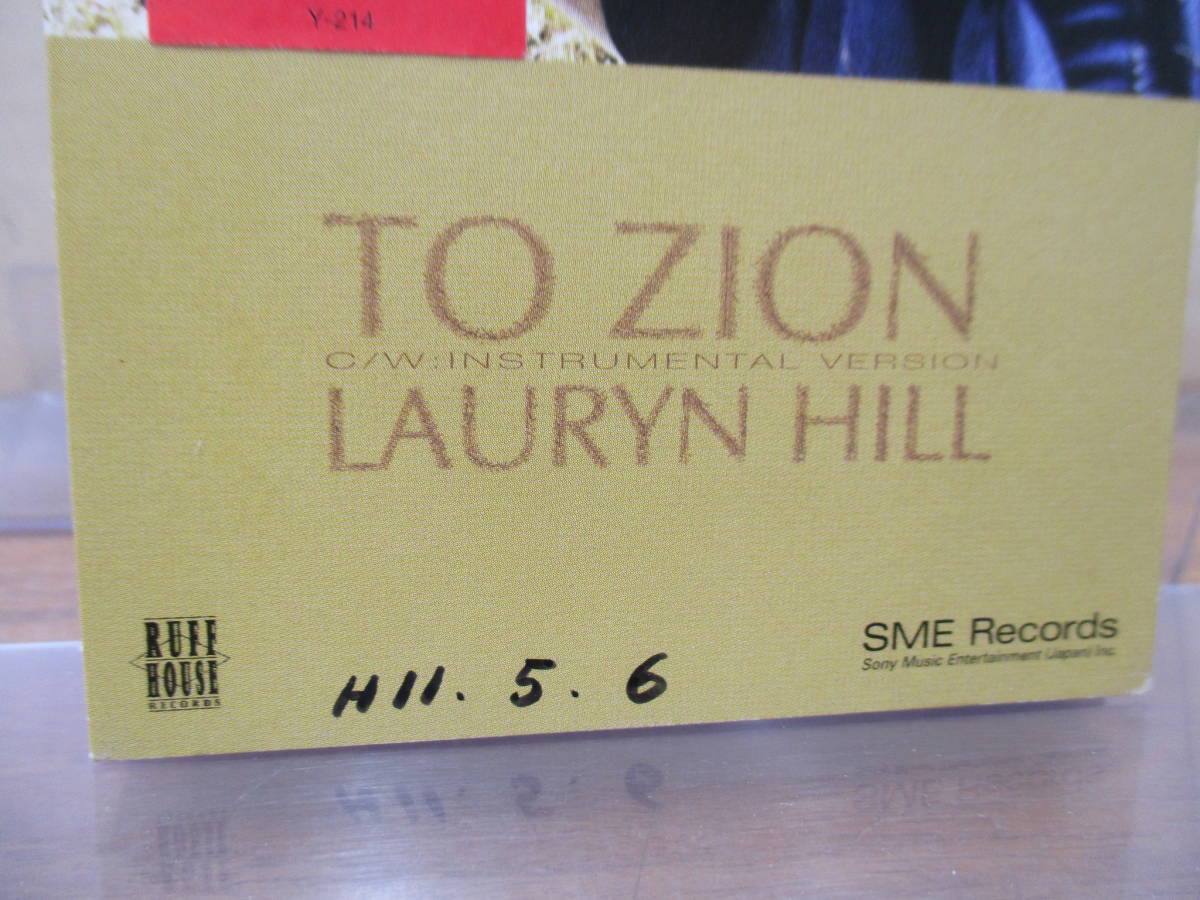 Y-214
TO ZION
C/W: INSTRUMENTAL VERSION
LAURYN HILL
RUFF
HOUSE
RECORDS
SME Records
Sony Music Entertainment (Japan) Inc.
H11. 5. 6